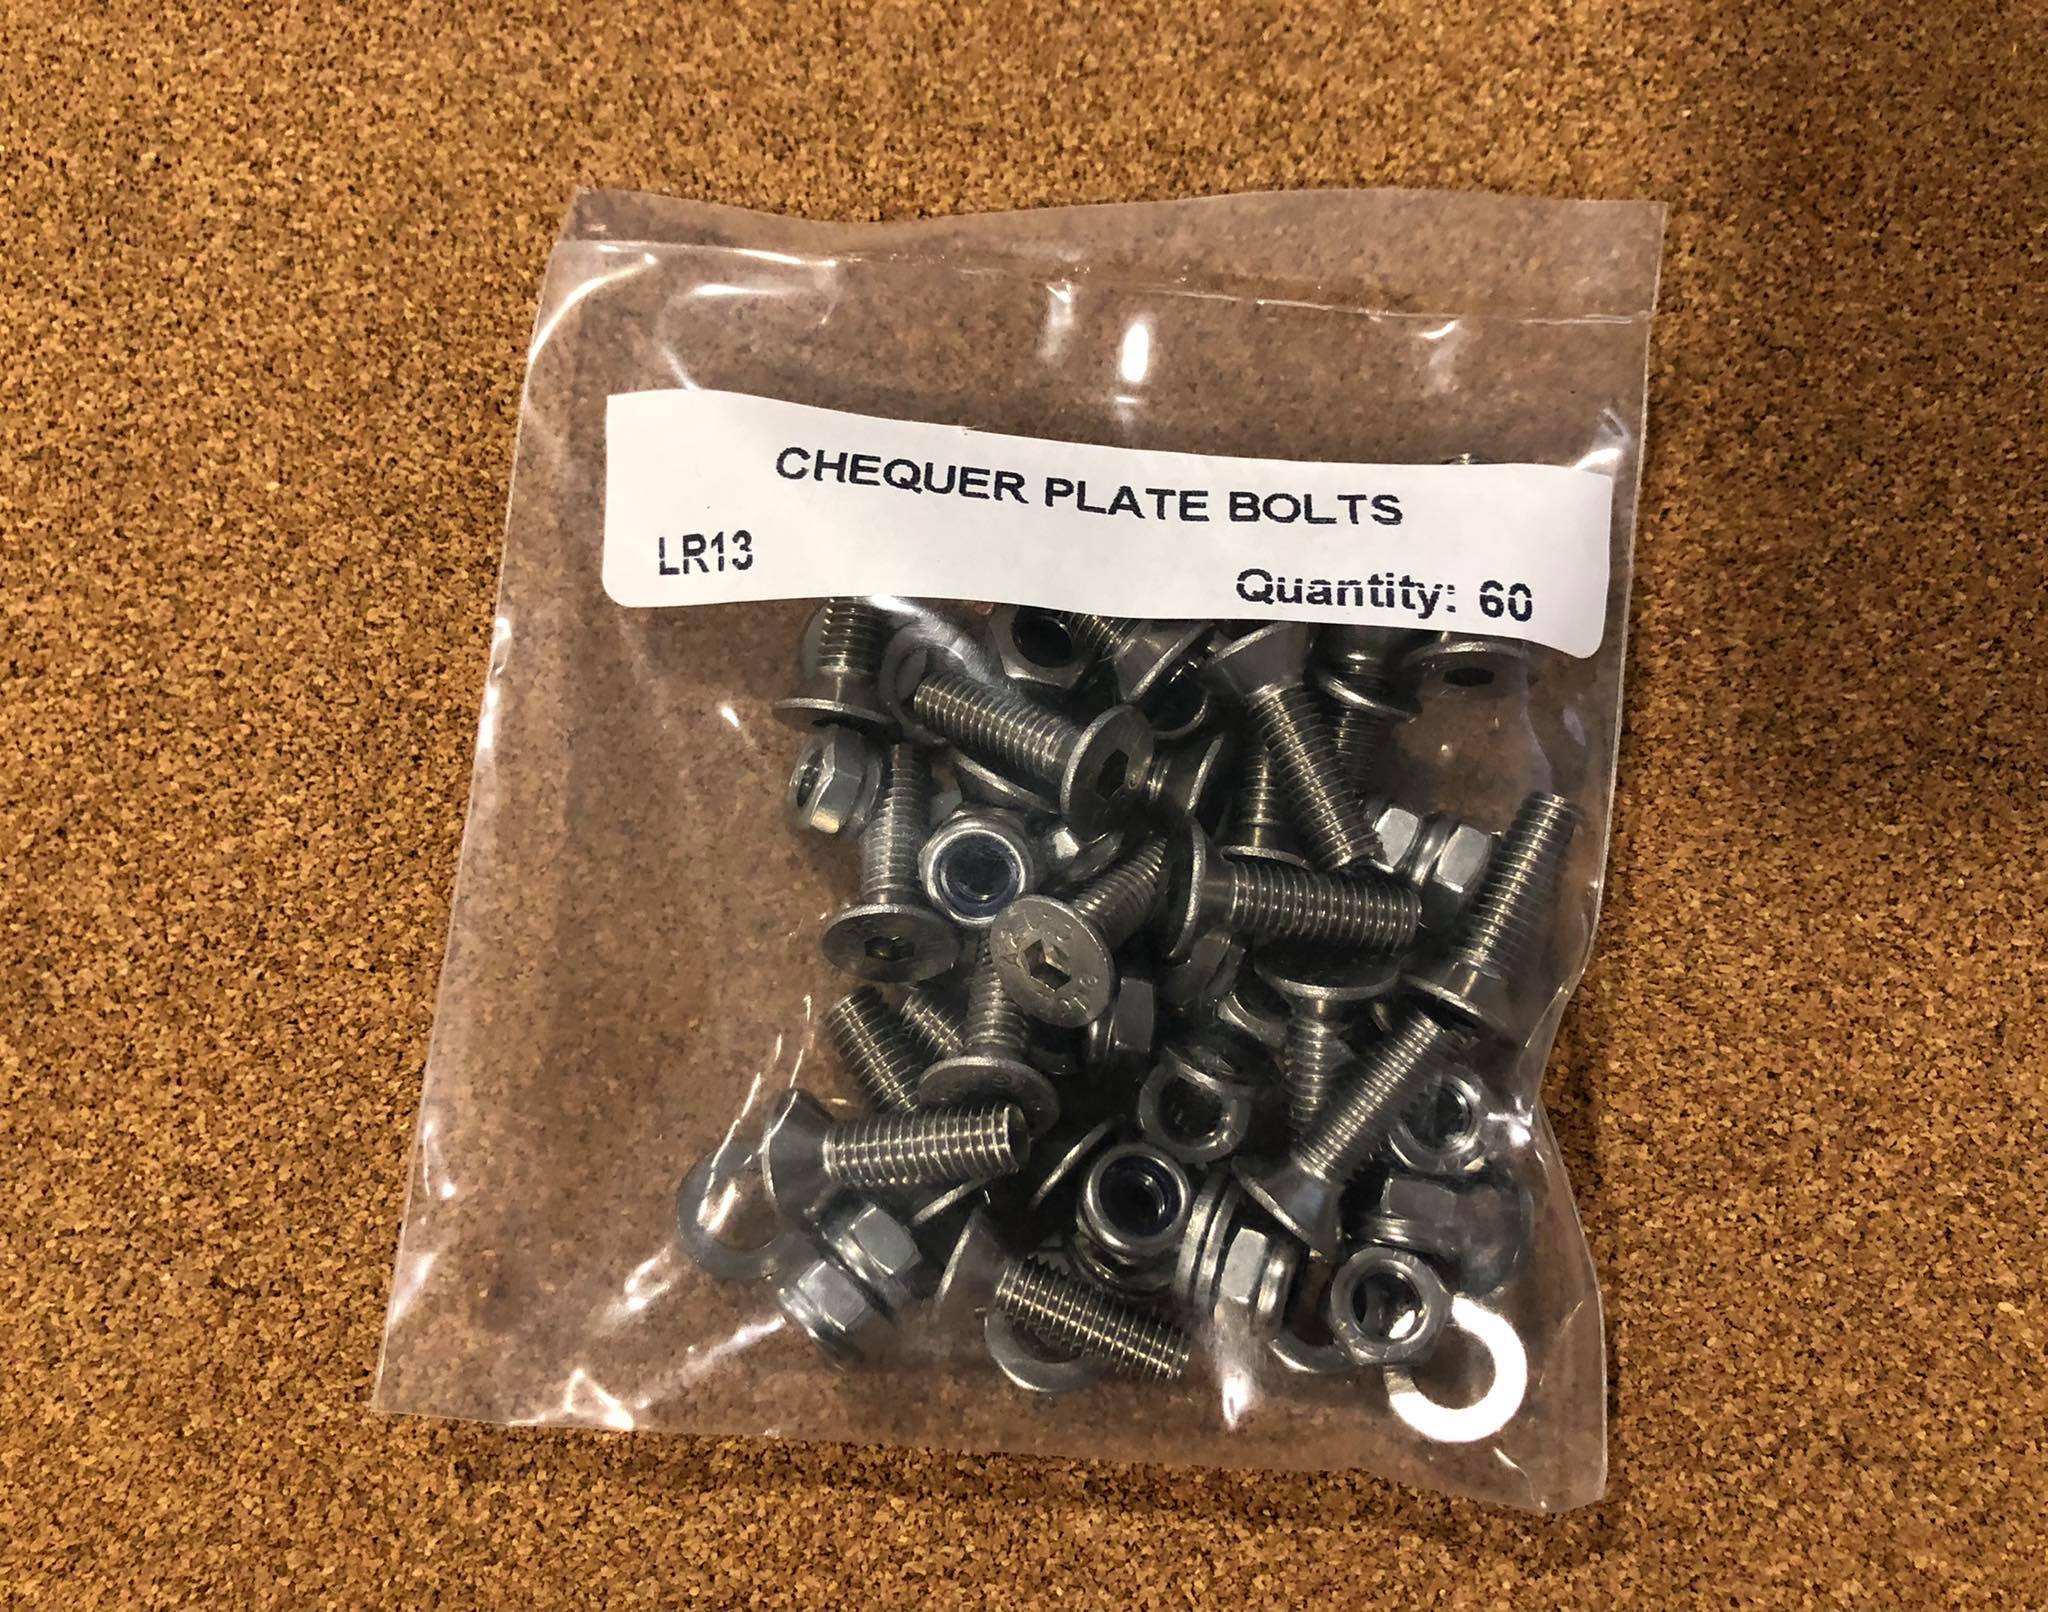 CHEQUER PLATE BOLTS
LR13
Quantity: 60